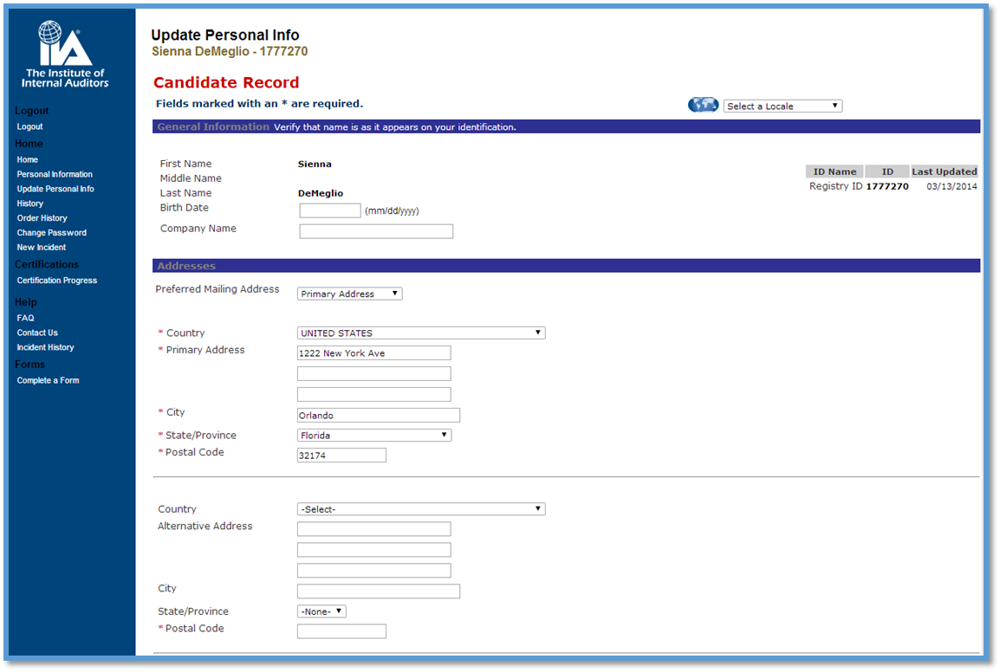 IIA
The Institute of
Internal Auditors
Logout
Logout
Home
Home
Personal Information
Update Personal Info
History
Order History
Change Password
New Incident
Certifications
Certification Progress
Help
FAQ
Contact Us
Incident History
Forms
Complete a Form
Update Personal Info
Sienna DeMeglio - 1777270
Candidate Record
Fields marked with an * are required.
Select a Locale
General Information Verify that name is as it appears on your identification.
First Name Sienna
Middle Name
Last Name DeMeglio
Birth Date (mm/dd/yyyy)
Company Name
ID Name ID Last Updated
Registry ID 1777270 03/13/2014
Addresses
Preferred Mailing Address Primary Address
* Country UNITED STATES
* Primary Address 1222 New York Ave
* City Orlando
* State/Province Florida
* Postal Code 32174
Country -Select-
Alternative Address
City
State/Province -None-
* Postal Code